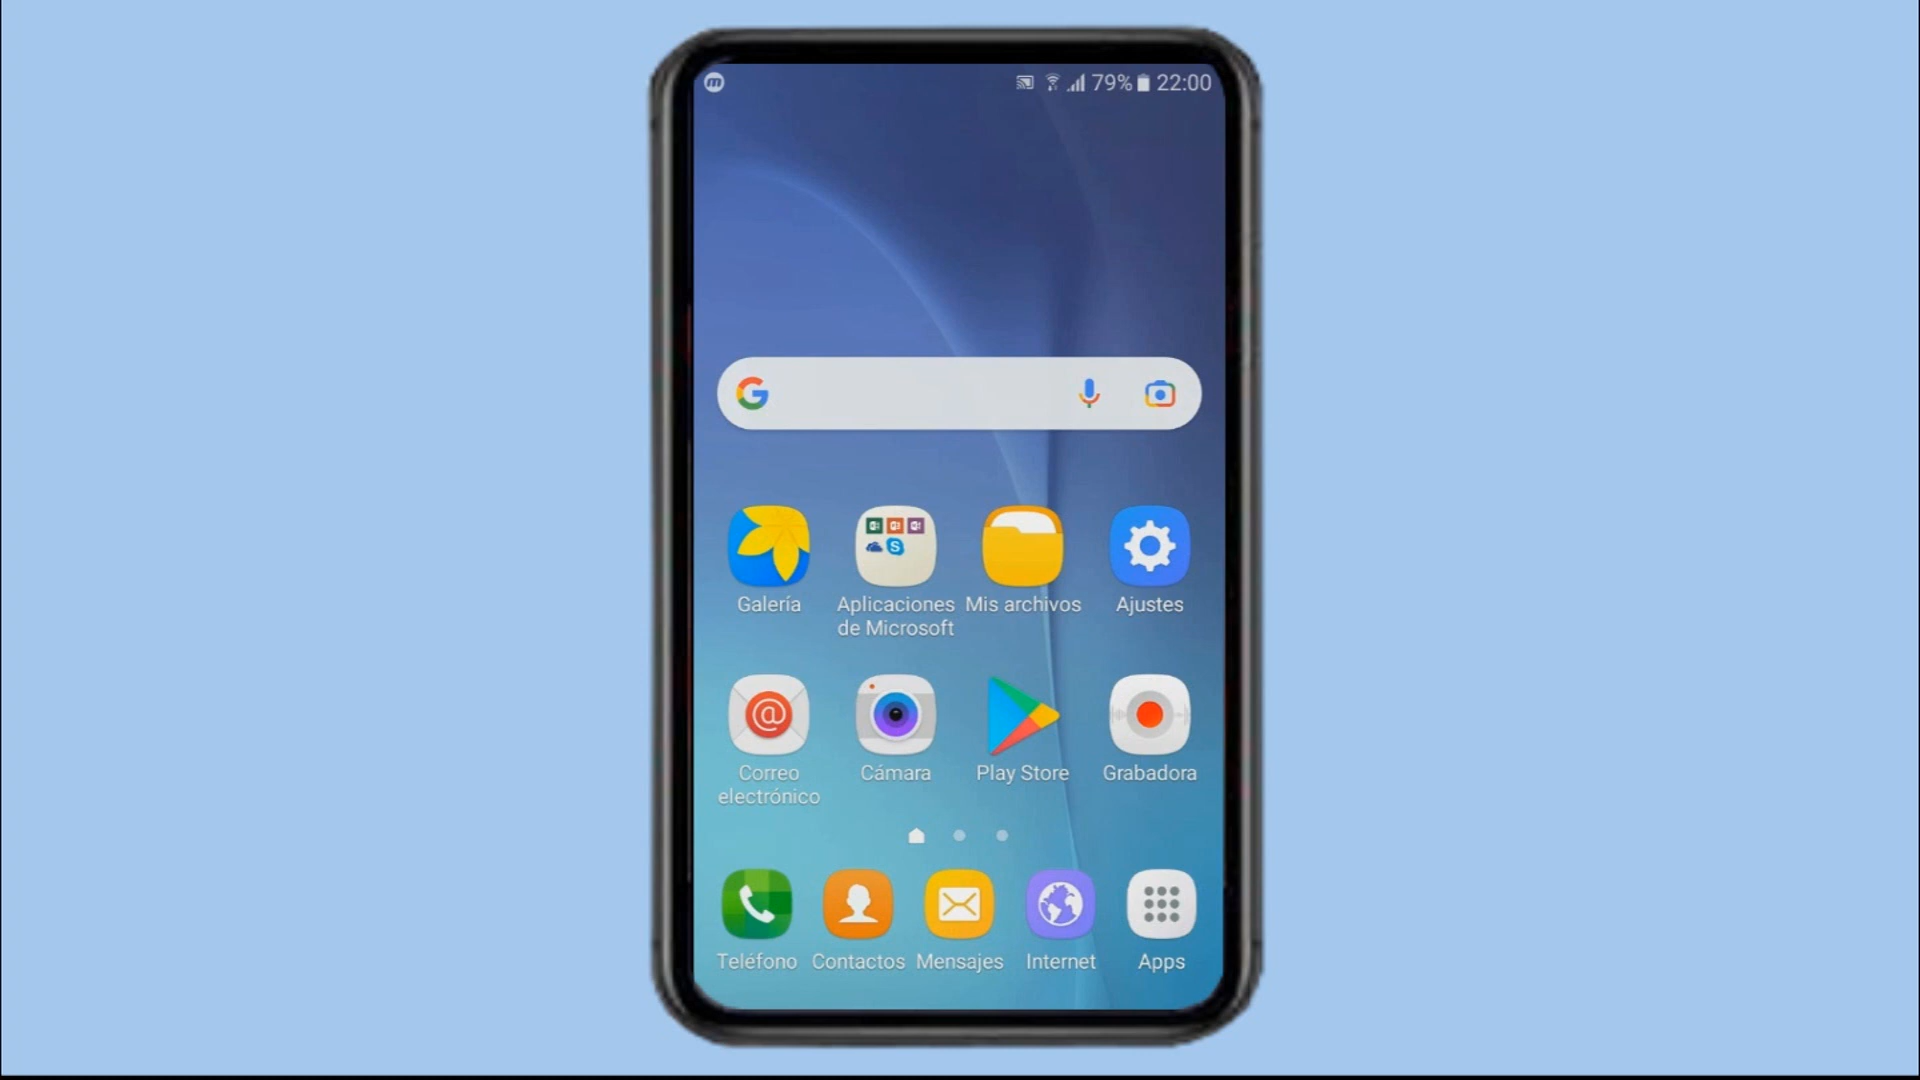 79% 22:00
Galería
Aplicaciones
de Microsoft
Mis archivos
Ajustes
Correo
electrónico
Cámara
Play Store
Grabadora
Teléfono
Contactos
Mensajes
Internet
Apps